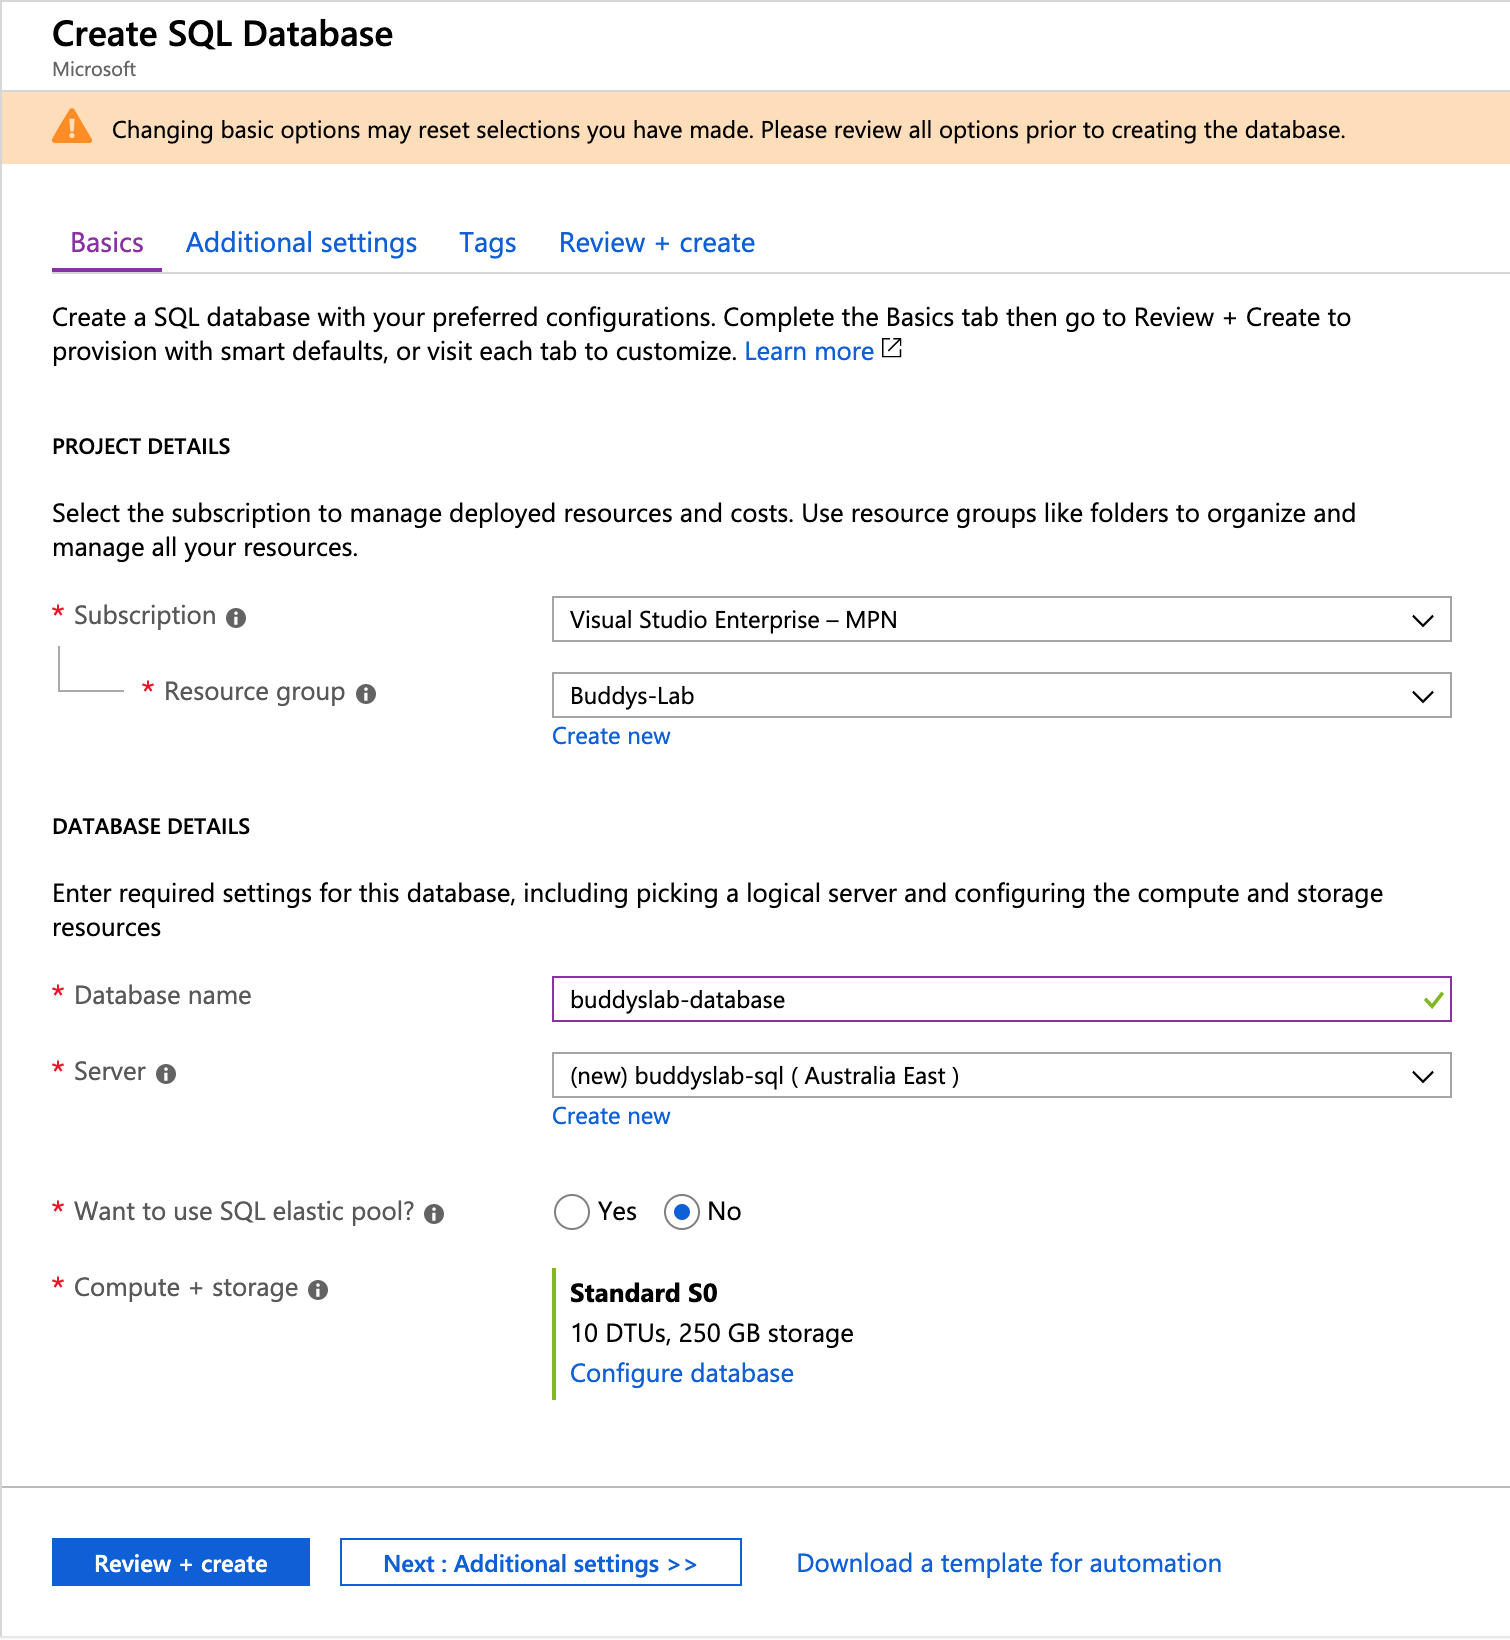 Create SQL Database
Microsoft
Changing basic options may reset selections you have made. Please review all options prior to creating the database.
Basics Additional settings Tags Review + create
Create a SQL database with your preferred configurations. Complete the Basics tab then go to Review + Create to
provision with smart defaults, or visit each tab to customize. Learn more
PROJECT DETAILS
Select the subscription to manage deployed resources and costs. Use resource groups like folders to organize and
manage all your resources.
* Subscription
Visual Studio Enterprise – MPN
* Resource group
Buddys-Lab
Create new
DATABASE DETAILS
Enter required settings for this database, including picking a logical server and configuring the compute and storage
resources
* Database name
buddyslab-database
* Server
(new) buddyslab-sql ( Australia East )
Create new
* Want to use SQL elastic pool?
Yes No
* Compute + storage
Standard S0
10 DTUs, 250 GB storage
Configure database
Review + create
Next : Additional settings >>
Download a template for automation